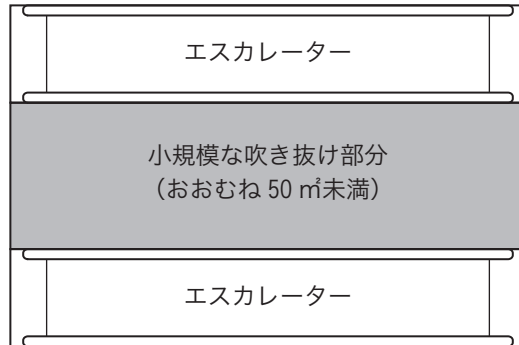 エスカレーター
小規模な吹き抜け部分
（おおむね 50 ㎡未満）
エスカレーター